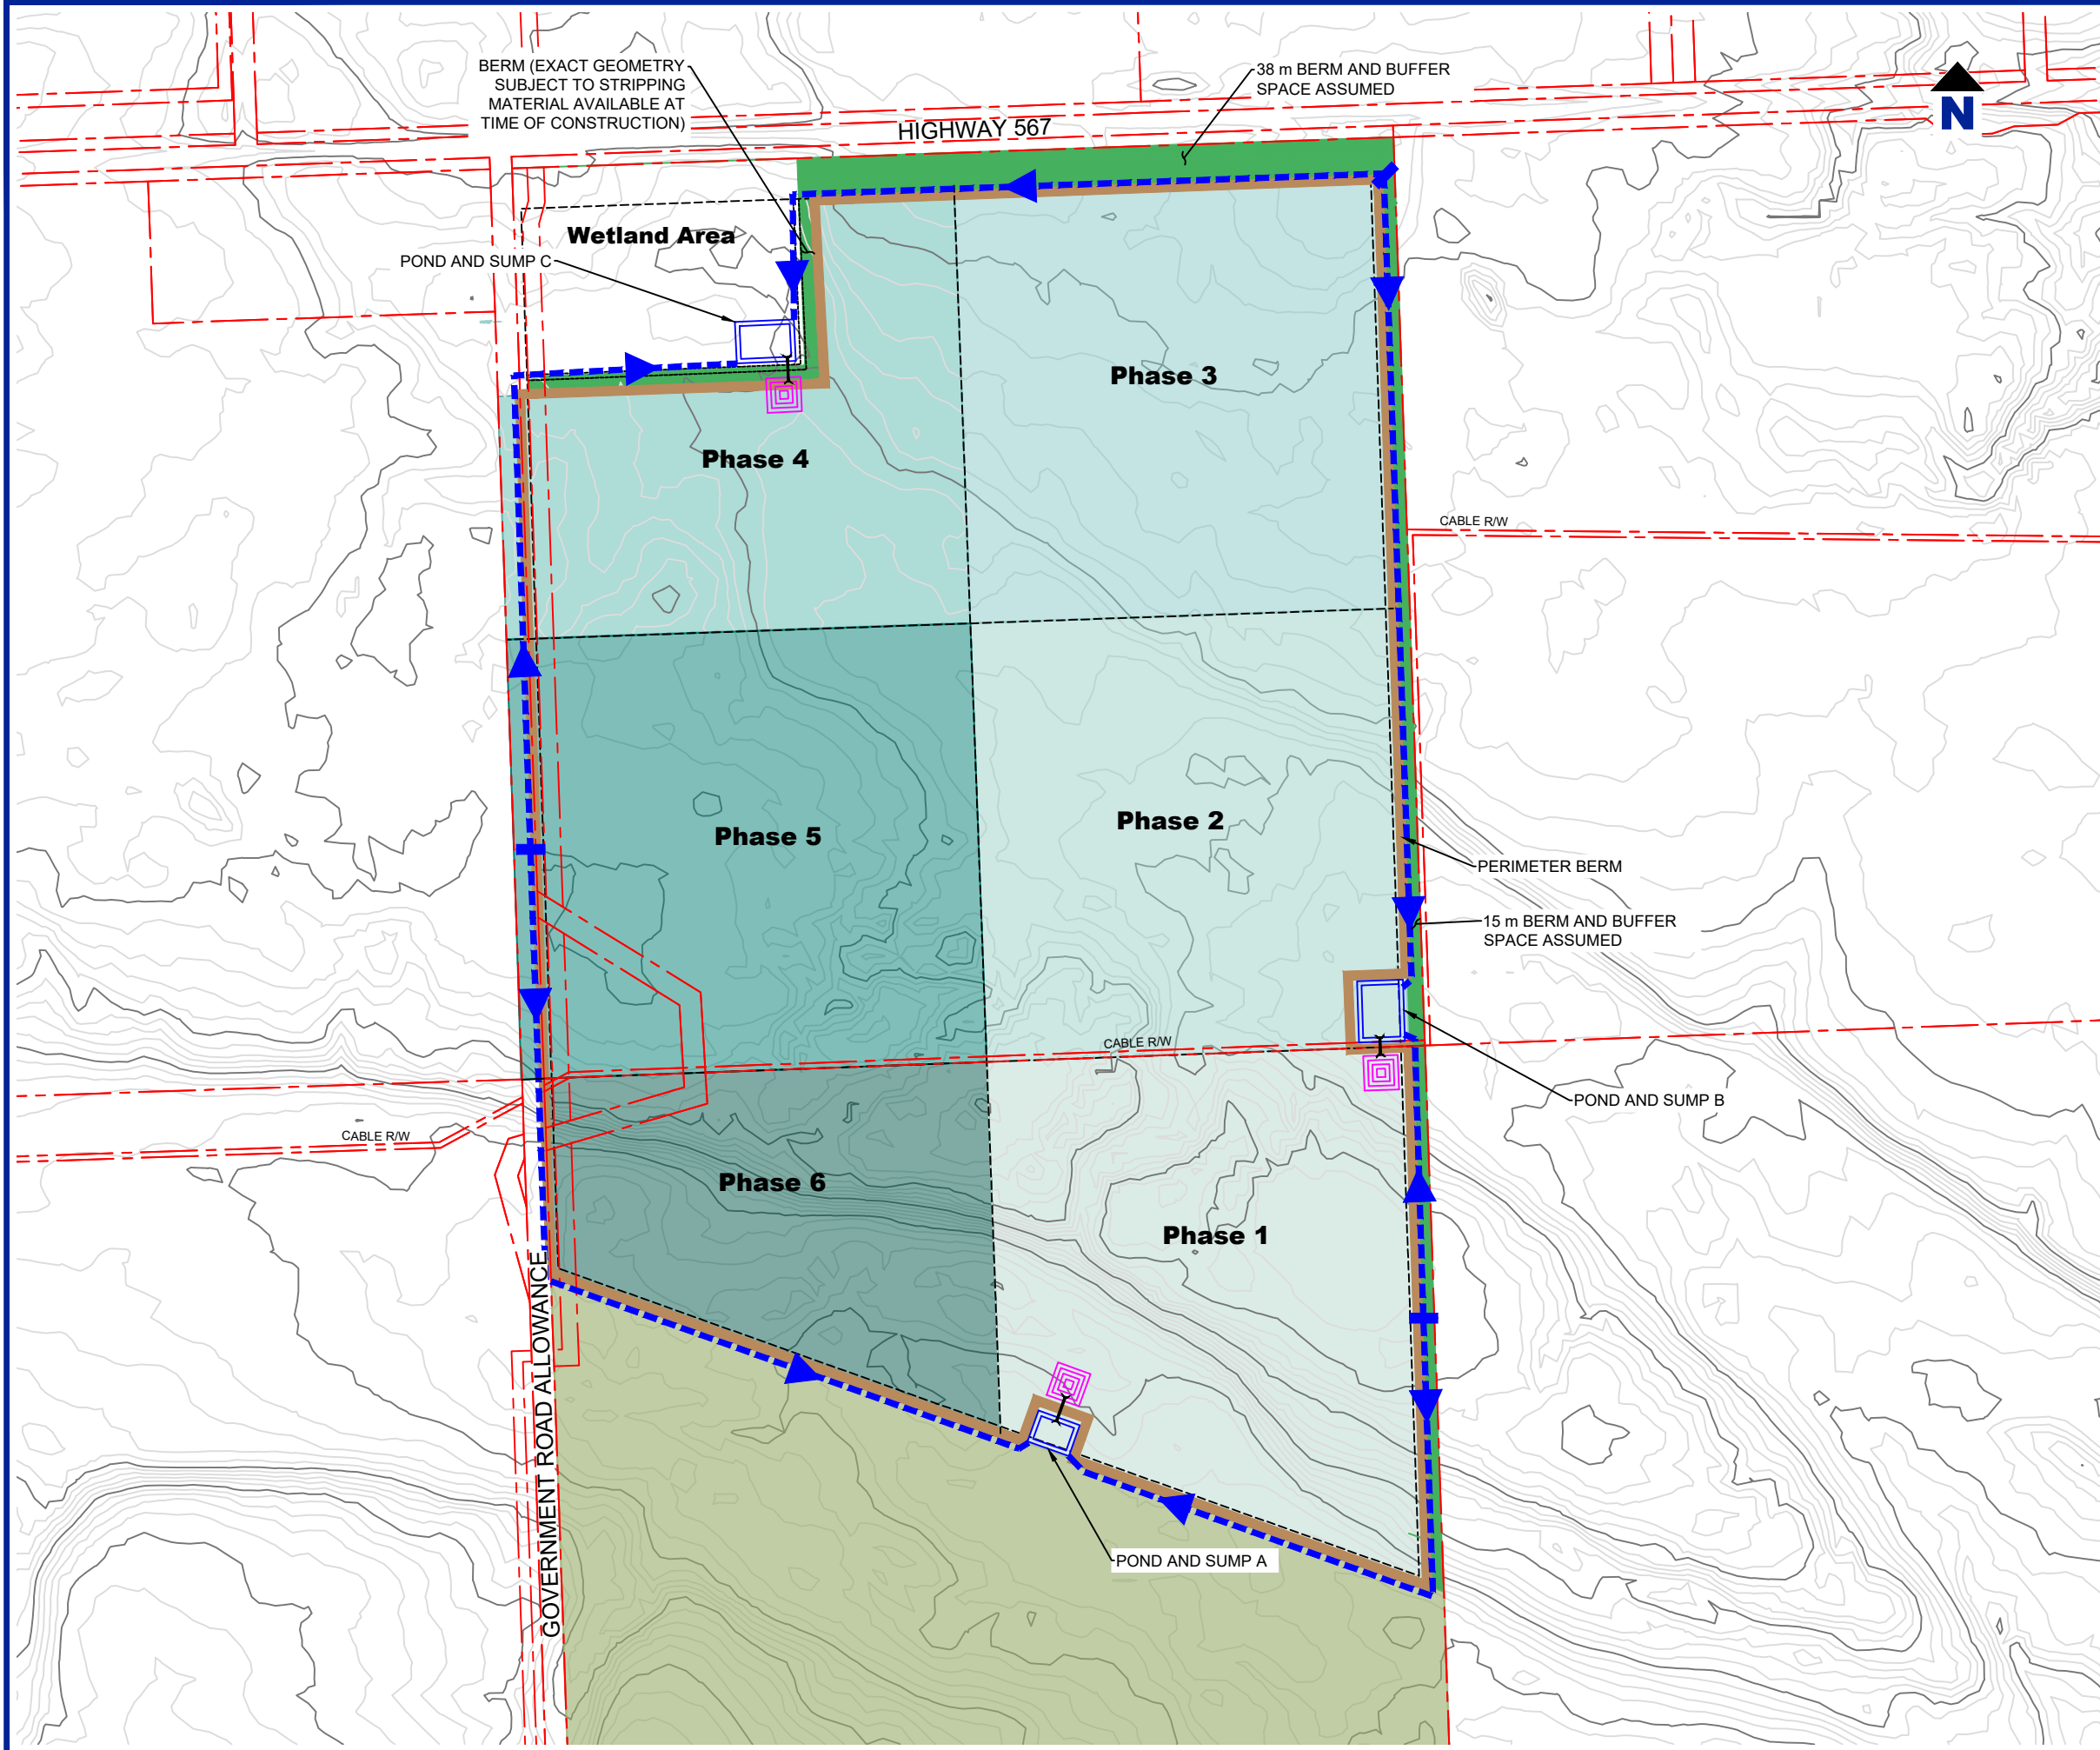 BERM (EXACT GEOMETRY
SUBJECT TO STRIPPING
MATERIAL AVAILABLE AT
TIME OF CONSTRUCTION)
38 m BERM AND BUFFER
SPACE ASSUMED
N
HIGHWAY 567
Wetland Area
POND AND SUMP C
Phase 3
Phase 4
CABLE R/W
Phase 5
Phase 2
PERIMETER BERM
15 m BERM AND BUFFER
SPACE ASSUMED
CABLE R/W
POND AND SUMP B
CABLE R/W
Phase 6
Phase 1
GOVERNMENT ROAD ALLOWANCE
POND AND SUMP A